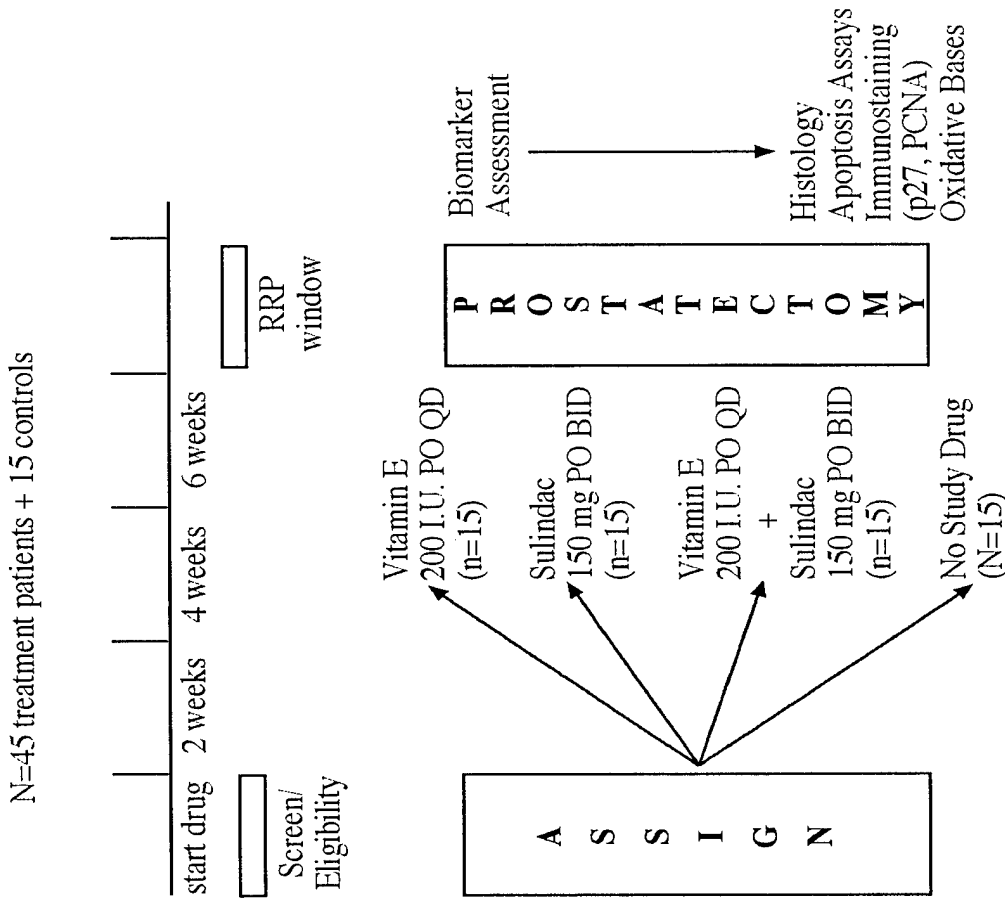 N=45 treatment patients + 15 controls
start drug 2 weeks 4 weeks 6 weeks
Screen/
Eligibility
RRP
window
ASSIGN
Vitamin E
200 I.U. PO QD
(n=15)
Sulindac
150 mg PO BID
(n=15)
Vitamin E
200 I.U. PO QD
+
Sulindac
150 mg PO BID
(n=15)
No Study Drug
(N=15)
PROSTATECTOMY
Biomarker
Assessment
Histology
Apoptosis Assays
Immunostaining
(p27, PCNA)
Oxidative Bases